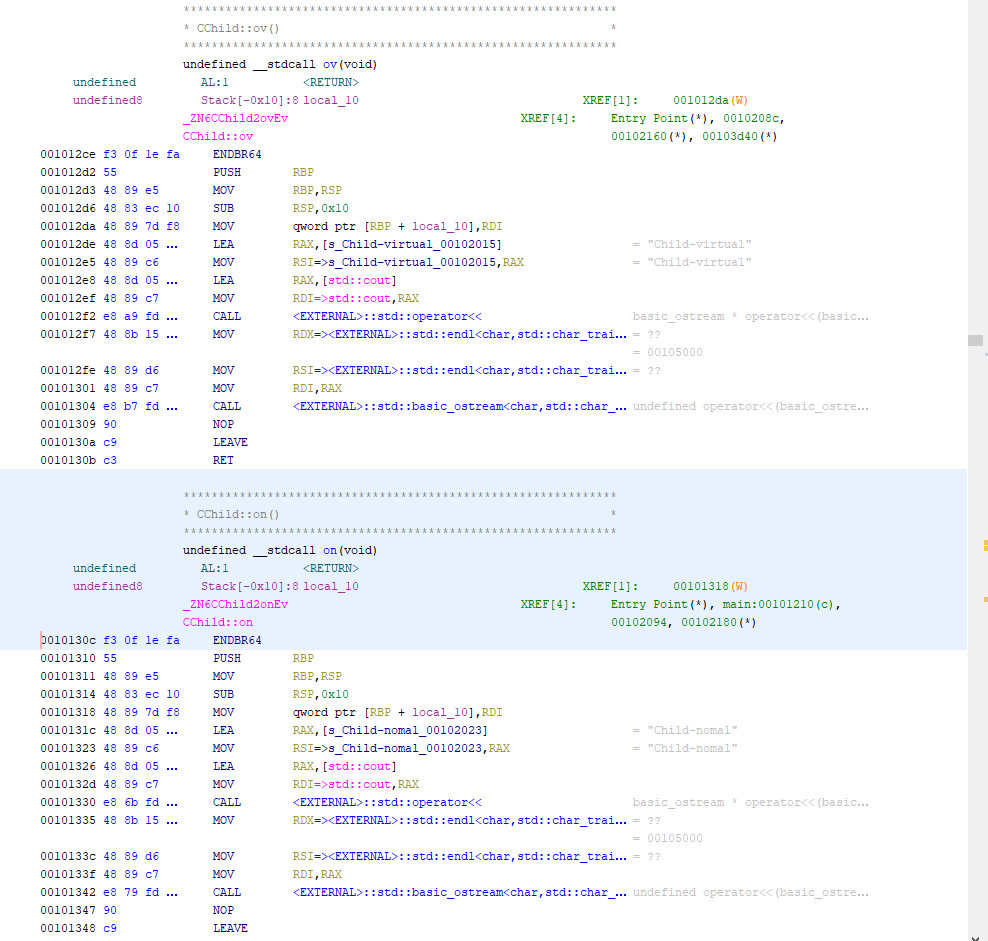 *************************************************************
* CChild::ov() *
*************************************************************
undefined __stdcall ov(void)
undefined AL:1 <RETURN>
undefined8 Stack[-0x10]:8 local_10 XREF[1]: 001012da(W)
_ZN6CChild2ovEv XREF[4]: Entry Point(*), 0010208c,
CChild::ov 00102160(*), 00103d40(*)
001012ce f3 0f 1e fa ENDBR64
001012d2 55 PUSH RBP
001012d3 48 89 e5 MOV RBP,RSP
001012d6 48 83 ec 10 SUB RSP,0x10
001012da 48 89 7d f8 MOV qword ptr [RBP + local_10],RDI
001012de 48 8d 05 ... LEA RAX,[s_Child-virtual_00102015] = "Child-virtual"
001012e5 48 89 c6 MOV RSI=>s_Child-virtual_00102015,RAX = "Child-virtual"
001012e8 48 8d 05 ... LEA RAX,[std::cout]
001012ef 48 89 c7 MOV RDI=>std::cout,RAX
001012f2 e8 a9 fd ... CALL <EXTERNAL>::std::operator<< basic_ostream * operator<<(basic...
001012f7 48 8b 15 ... MOV RDX=><EXTERNAL>::std::endl<char,std::char_trai... = ??
= 00105000
001012fe 48 89 d6 MOV RSI=><EXTERNAL>::std::endl<char,std::char_trai... = ??
00101301 48 89 c7 MOV RDI,RAX
00101304 e8 b7 fd ... CALL <EXTERNAL>::std::basic_ostream<char,std::char_... undefined operator<<(basic_ostre...
00101309 90 NOP
0010130a c9 LEAVE
0010130b c3 RET
*************************************************************
* CChild::on() *
*************************************************************
undefined __stdcall on(void)
undefined AL:1 <RETURN>
undefined8 Stack[-0x10]:8 local_10 XREF[1]: 00101318(W)
_ZN6CChild2onEv XREF[4]: Entry Point(*), main:00101210(c),
CChild::on 00102094, 00102180(*)
0010130c f3 0f 1e fa ENDBR64
00101310 55 PUSH RBP
00101311 48 89 e5 MOV RBP,RSP
00101314 48 83 ec 10 SUB RSP,0x10
00101318 48 89 7d f8 MOV qword ptr [RBP + local_10],RDI
0010131c 48 8d 05 ... LEA RAX,[s_Child-nomal_00102023] = "Child-nomal"
00101323 48 89 c6 MOV RSI=>s_Child-nomal_00102023,RAX = "Child-nomal"
00101326 48 8d 05 ... LEA RAX,[std::cout]
0010132d 48 89 c7 MOV RDI=>std::cout,RAX
00101330 e8 6b fd ... CALL <EXTERNAL>::std::operator<< basic_ostream * operator<<(basic...
00101335 48 8b 15 ... MOV RDX=><EXTERNAL>::std::endl<char,std::char_trai... = ??
= 00105000
0010133c 48 89 d6 MOV RSI=><EXTERNAL>::std::endl<char,std::char_trai... = ??
0010133f 48 89 c7 MOV RDI,RAX
00101342 e8 79 fd ... CALL <EXTERNAL>::std::basic_ostream<char,std::char_... undefined operator<<(basic_ostre...
00101347 90 NOP
00101348 c9 LEAVE